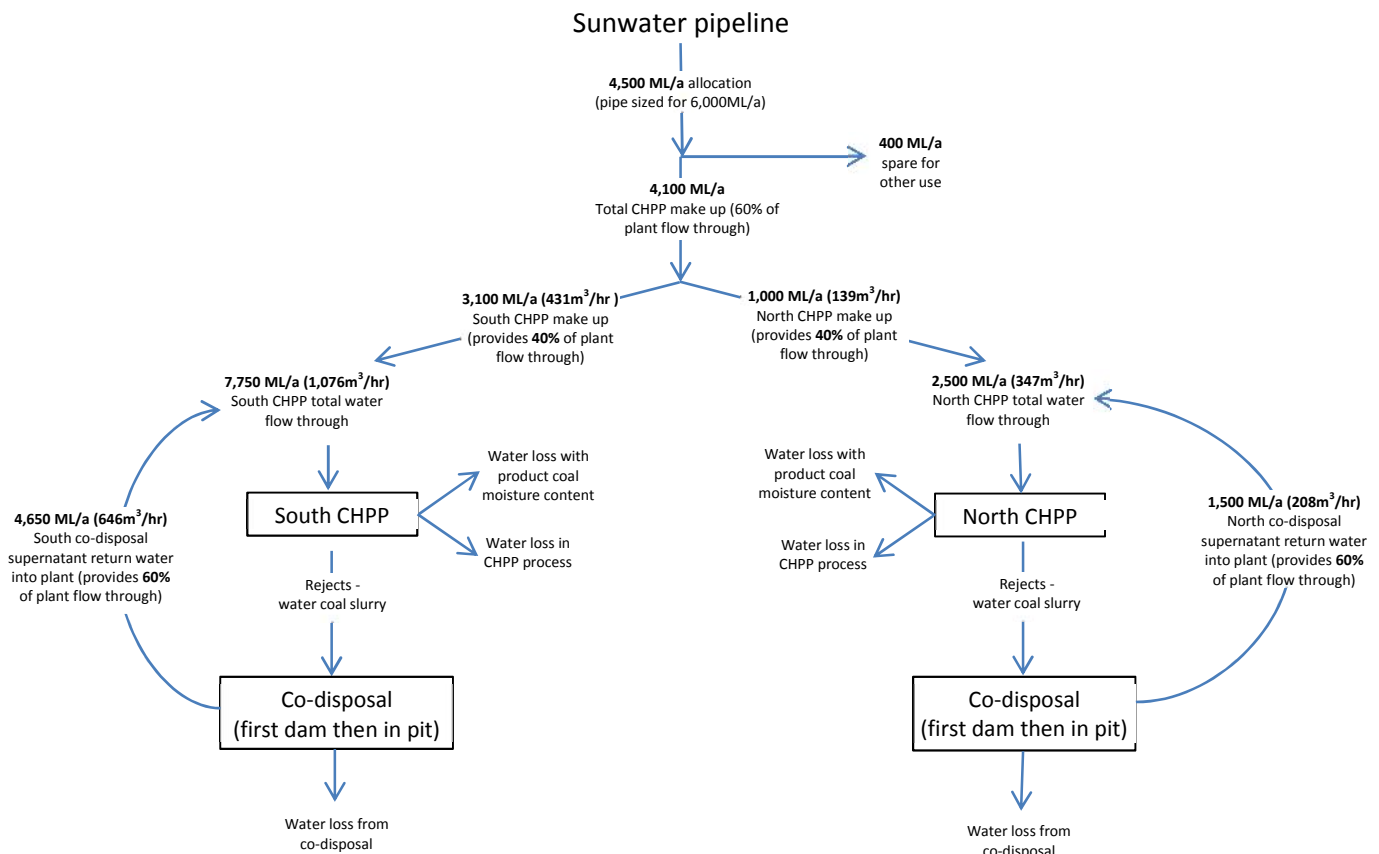 Sunwater pipeline
4,500 ML/a allocation
(pipe sized for 6,000ML/a)
400 ML/a
spare for
other use
4,100 ML/a
Total CHPP make up (60% of
plant flow through)
3,100 ML/a (431m³/hr )
South CHPP make up
(provides 40% of plant
flow through)
1,000 ML/a (139m³/hr)
North CHPP make up
(provides 40% of plant
flow through)
7,750 ML/a (1,076m³/hr)
South CHPP total water
flow through
2,500 ML/a (347m³/hr)
North CHPP total water
flow through
Water loss with
product coal
moisture content
Water loss with
product coal
moisture content
4,650 ML/a (646m³/hr)
South co-disposal
supernatant return water
into plant (provides 60%
of plant flow through)
South CHPP
North CHPP
1,500 ML/a (208m³/hr)
North co-disposal
supernatant return water
into plant (provides 60%
of plant flow through)
Water loss in
CHPP process
Water loss in
CHPP process
Rejects -
water coal slurry
Rejects -
water coal slurry
Co-disposal
(first dam then in pit)
Co-disposal
(first dam then in pit)
Water loss from
co-disposal
Water loss from
co-disposal